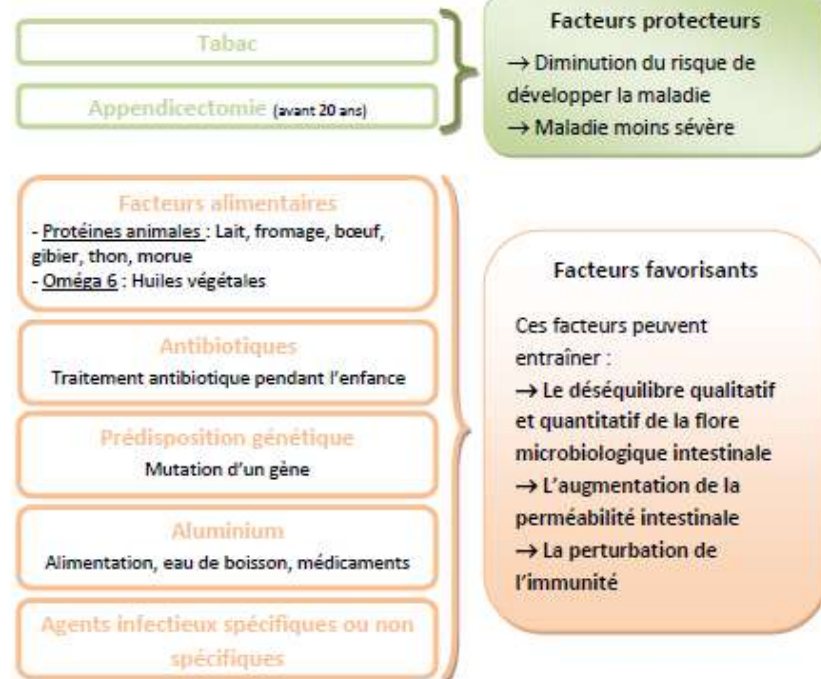 Tabac
Appendicectomie (avant 20 ans)
Facteurs protecteurs
→ Diminution du risque de
développer la maladie
→ Maladie moins sévère
Facteurs alimentaires
- Protéines animales : Lait, fromage, bœuf,
gibier, thon, morue
- Oméga 6 : Huiles végétales
Antibiotiques
Traitement antibiotique pendant l'enfance
Prédisposition génétique
Mutation d'un gène
Aluminium
Alimentation, eau de boisson, médicaments
Agents infectieux spécifiques ou non
spécifiques
Facteurs favorisants
Ces facteurs peuvent
entraîner :
→ Le déséquilibre qualitatif
et quantitatif de la flore
microbiologique intestinale
→ L'augmentation de la
perméabilité intestinale
→ La perturbation de
l'immunité